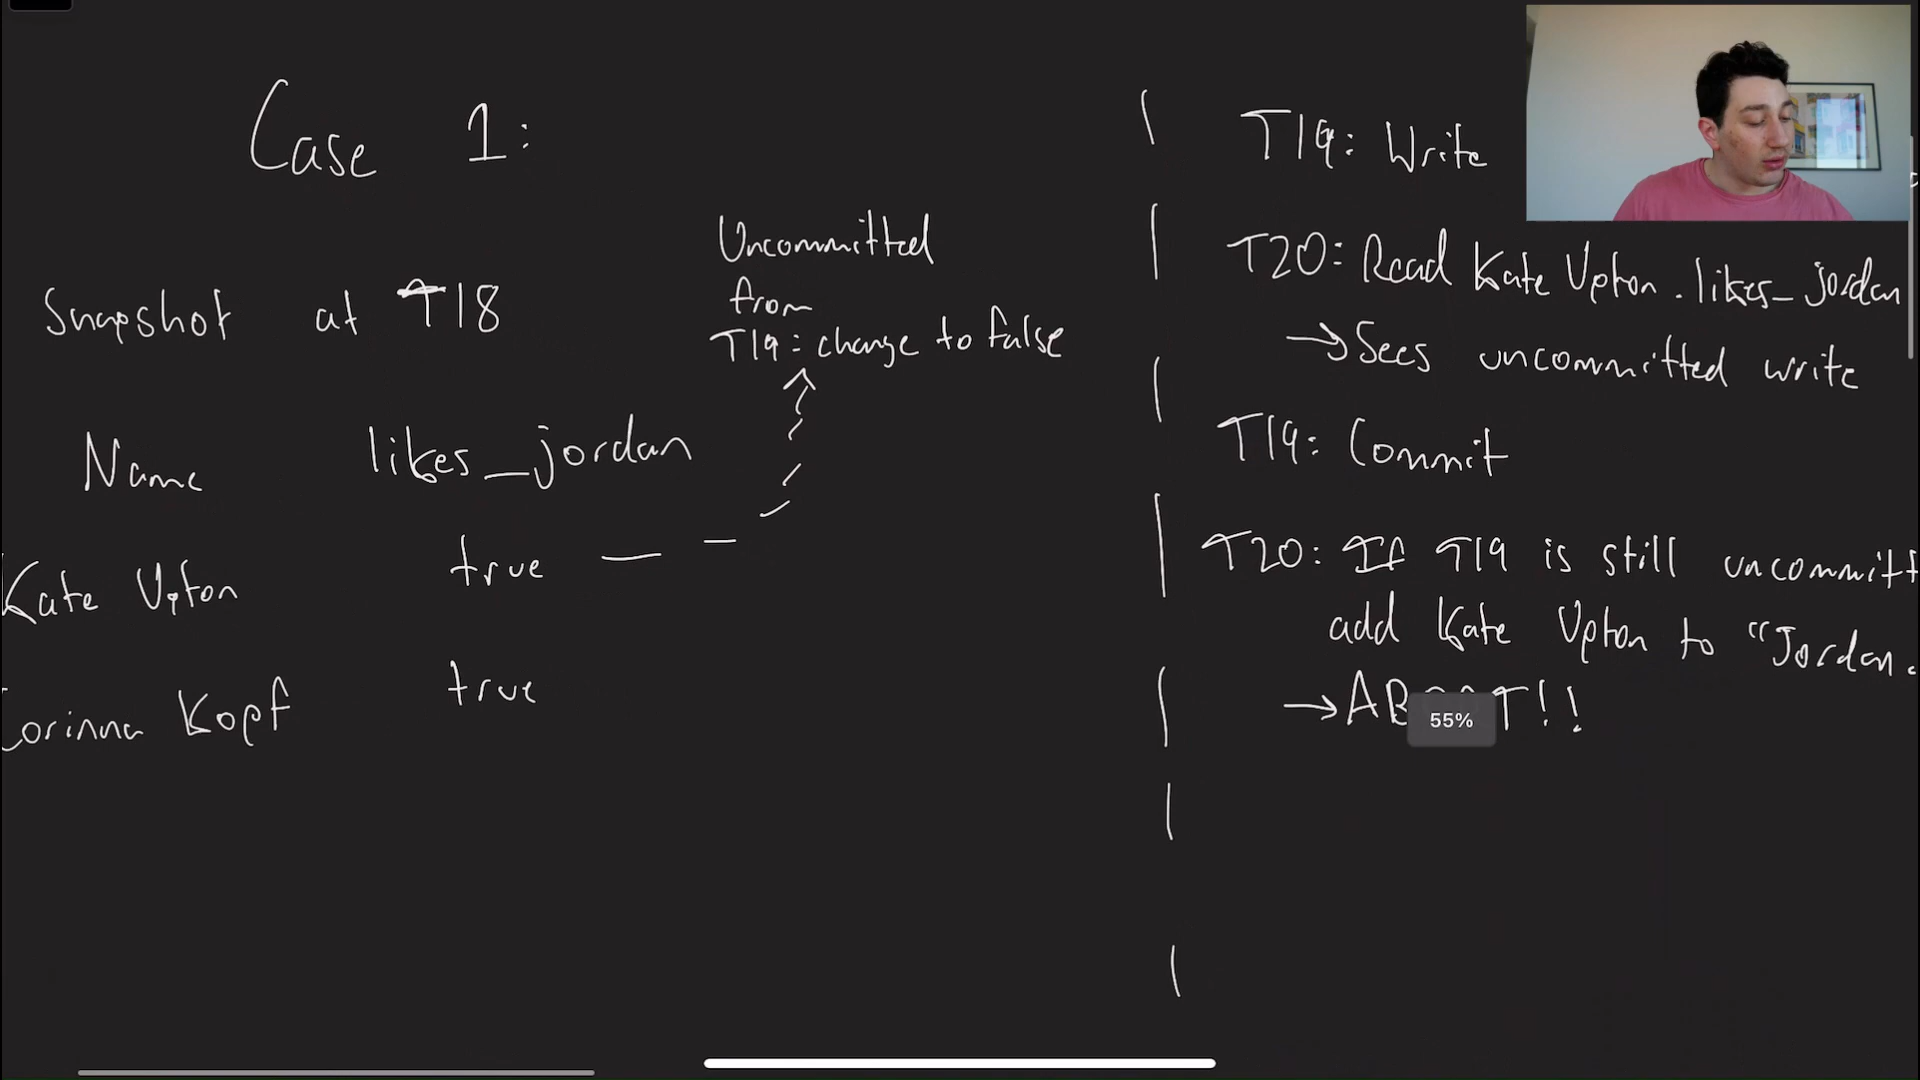 Case 1:
Snapshot at T18
Uncommitted
from
T19: change to false
Name likes_jordan
Kate Upton true
Corinna Kopf true
T19: Write
T20: Read Kate Upton.likes_jordan
→ Sees uncommitted write
T19: Commit
T20: If T19 is still uncommitt
add Kate Upton to "Jordan.
→ ABORT!!
55%